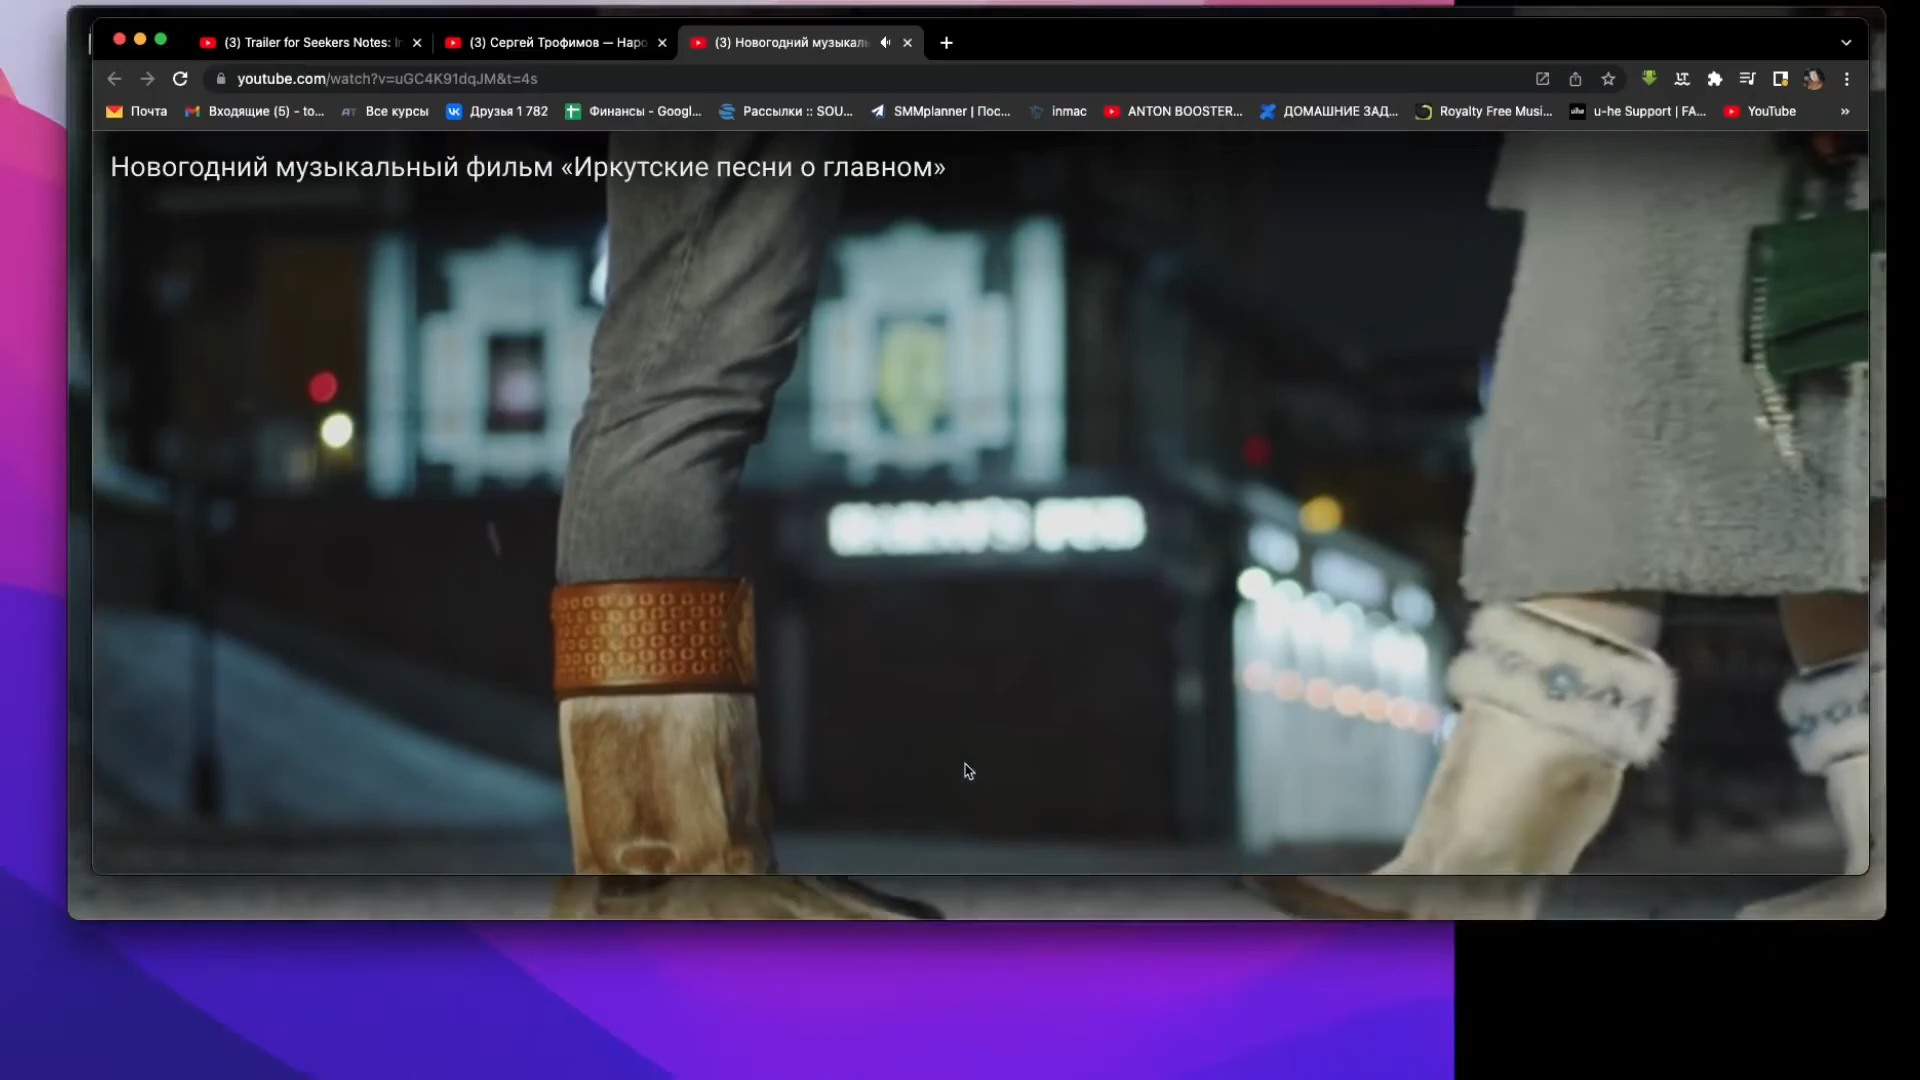 (3) Trailer for Seekers Notes: I
(3) Сергей Трофимов — Наро
(3) Новогодний музыкаль
youtube.com/watch?v=uGC4K91dqJM&t=4s
Почта
Входящие (5) - to...
Все курсы
Друзья 1 782
Финансы - Googl...
Рассылки :: SOU...
SMMplanner | Пос...
inmac
ANTON BOOSTER...
ДОМАШНИЕ ЗАД...
Royalty Free Musi...
u-he Support | FA...
YouTube
»
Новогодний музыкальный фильм «Иркутские песни о главном»